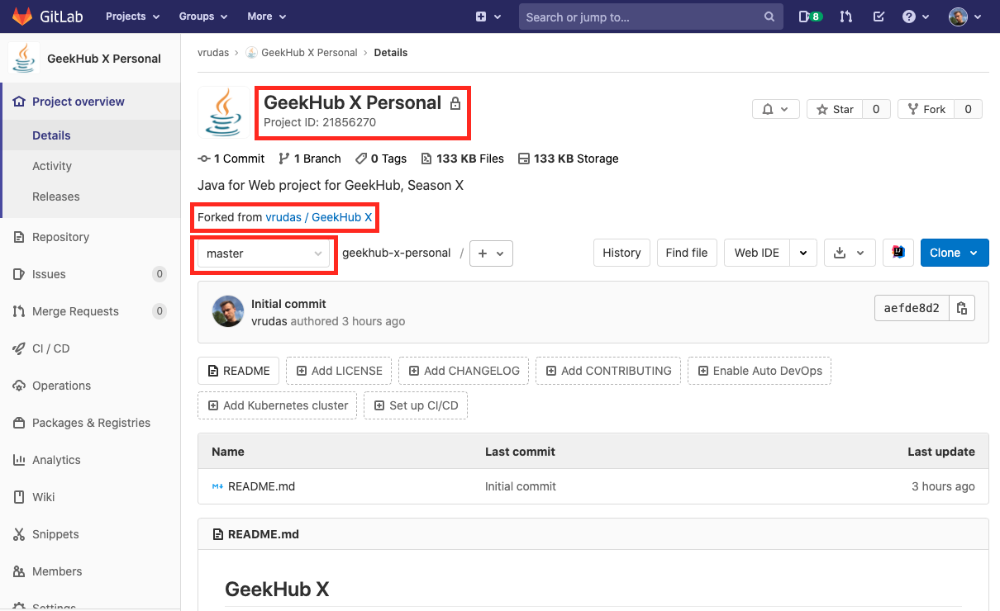 GitLab Projects Groups More Search or jump to... 8
GeekHub X Personal
Project overview
Details
Activity
Releases
Repository
Issues 0
Merge Requests 0
CI / CD
Operations
Packages & Registries
Analytics
Wiki
Snippets
Members
Settings
vrudas › GeekHub X Personal › Details
GeekHub X Personal
Project ID: 21856270
Star 0 Fork 0
1 Commit 1 Branch 0 Tags 133 KB Files 133 KB Storage
Java for Web project for GeekHub, Season X
Forked from vrudas / GeekHub X
master geekhub-x-personal / + History Find file Web IDE Clone
Initial commit
vrudas authored 3 hours ago
aefde8d2
README Add LICENSE Add CHANGELOG Add CONTRIBUTING Enable Auto DevOps
Add Kubernetes cluster Set up CI/CD
Name Last commit Last update
README.md Initial commit 3 hours ago
README.md
GeekHub X